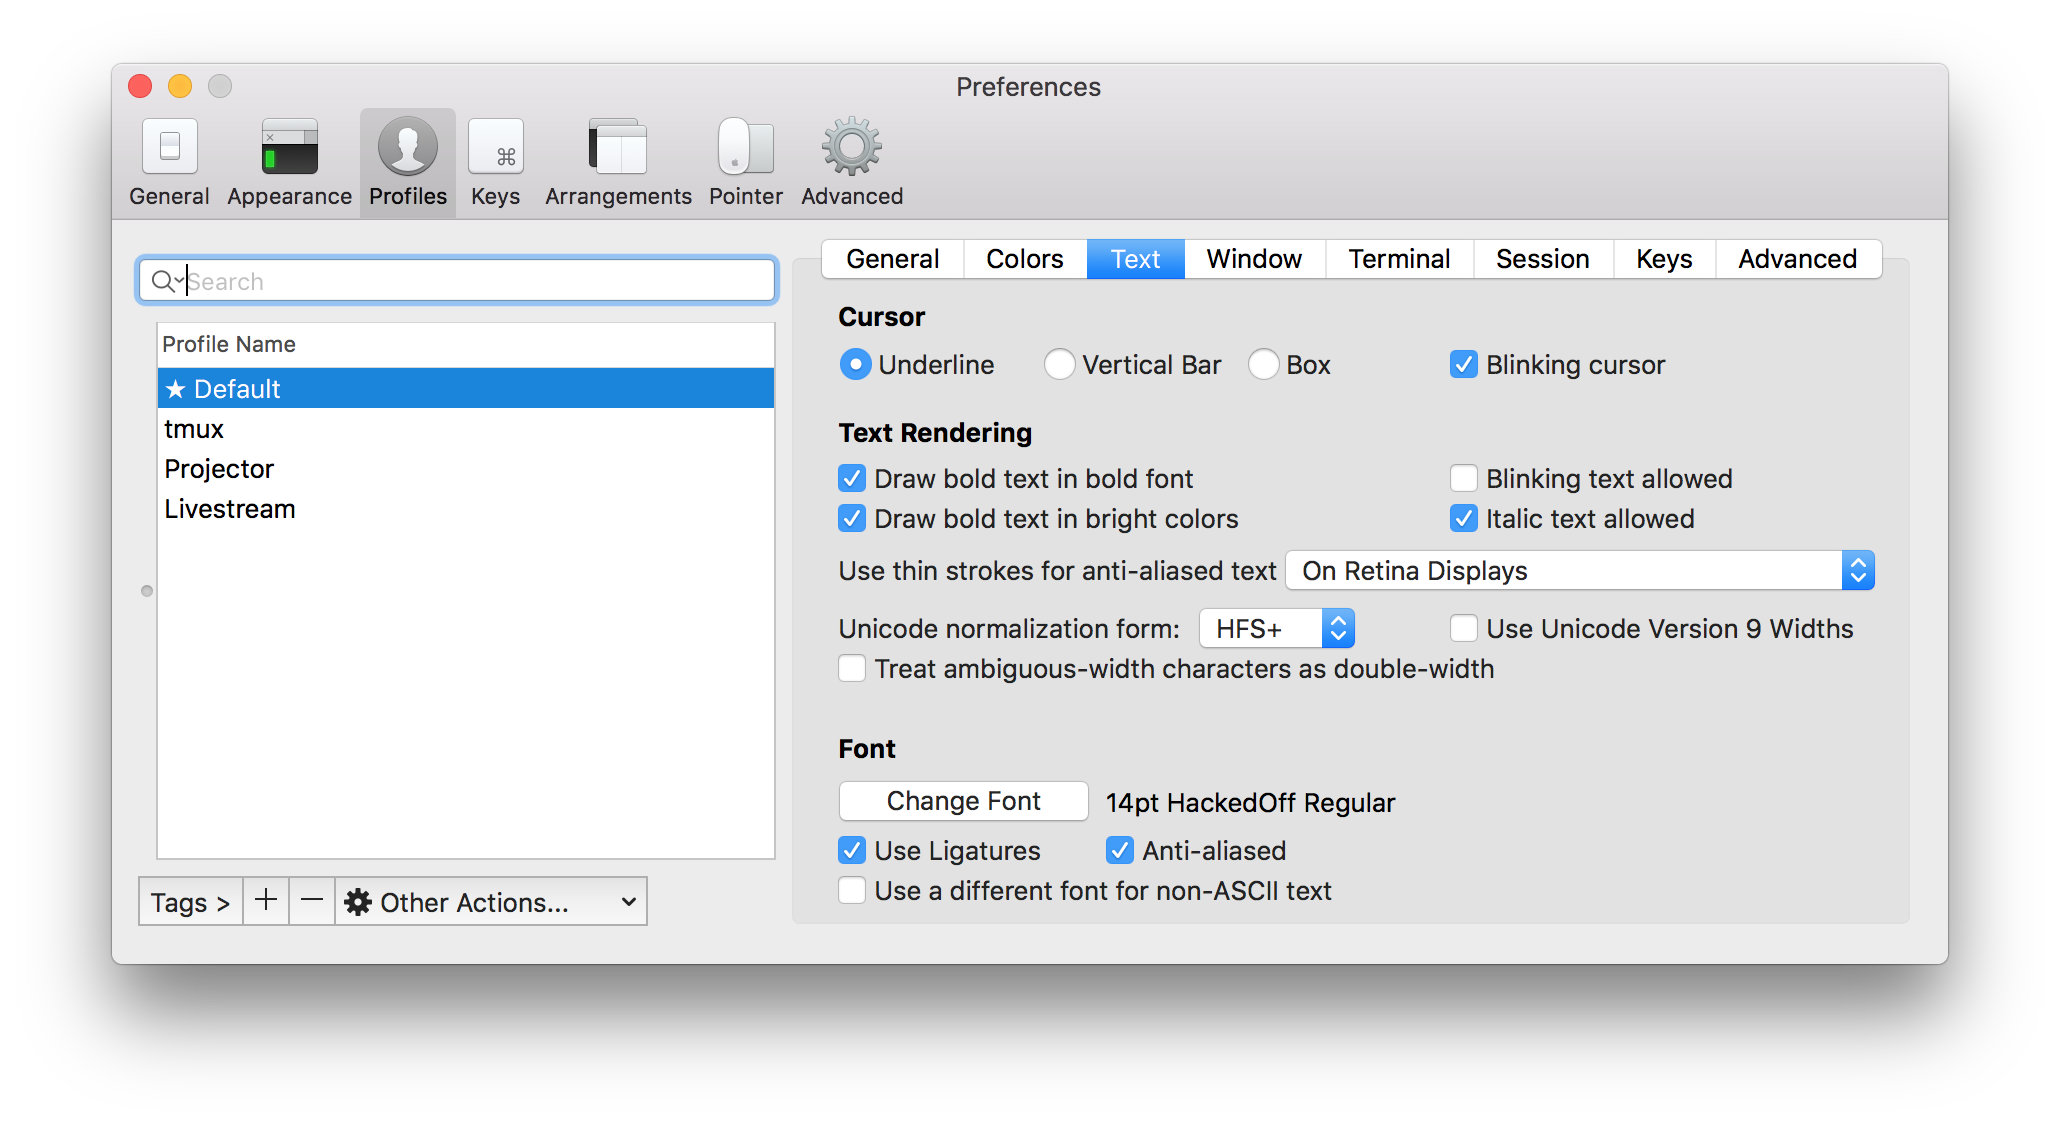 Preferences
General Appearance Profiles Keys Arrangements Pointer Advanced
Search
Profile Name
★ Default
tmux
Projector
Livestream
Tags > + − Other Actions...
General Colors Text Window Terminal Session Keys Advanced
Cursor
Underline Vertical Bar Box Blinking cursor
Text Rendering
Draw bold text in bold font Blinking text allowed
Draw bold text in bright colors Italic text allowed
Use thin strokes for anti-aliased text On Retina Displays
Unicode normalization form: HFS+ Use Unicode Version 9 Widths
Treat ambiguous-width characters as double-width
Font
Change Font 14pt HackedOff Regular
Use Ligatures Anti-aliased
Use a different font for non-ASCII text